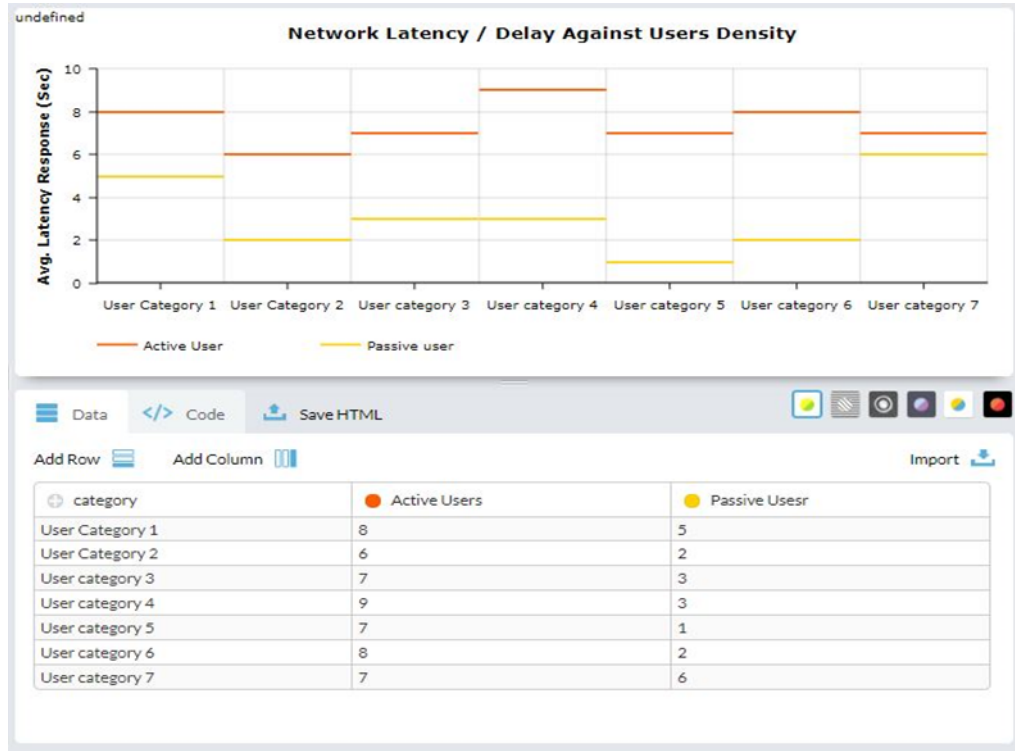 undefined
Network Latency / Delay Against Users Density
Avg. Latency Response (Sec)
10
8
6
4
2
0
User Category 1 User Category 2 User category 3 User category 4 User category 5 User category 6 User category 7
Active User Passive user
Data </> Code Save HTML
Add Row Add Column Import
category Active Users Passive Usesr
User Category 1 8 5
User Category 2 6 2
User category 3 7 3
User category 4 9 3
User category 5 7 1
User category 6 8 2
User category 7 7 6